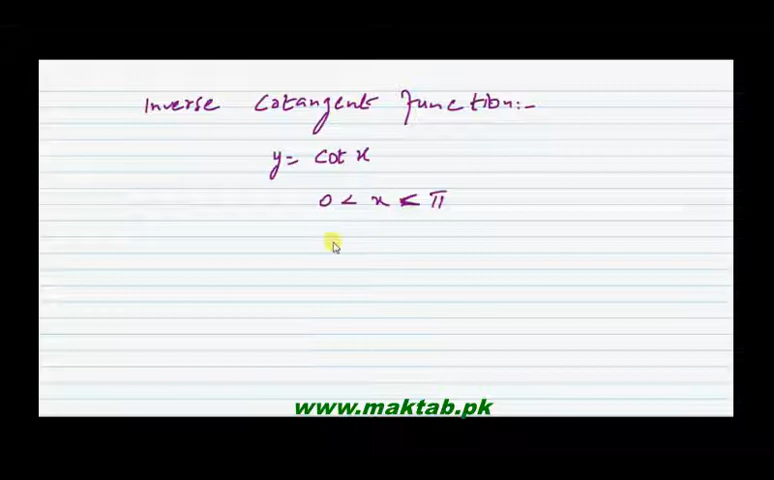 Inverse Cotangent Function:-
y = cot x
0 < x < π
www.maktab.pk